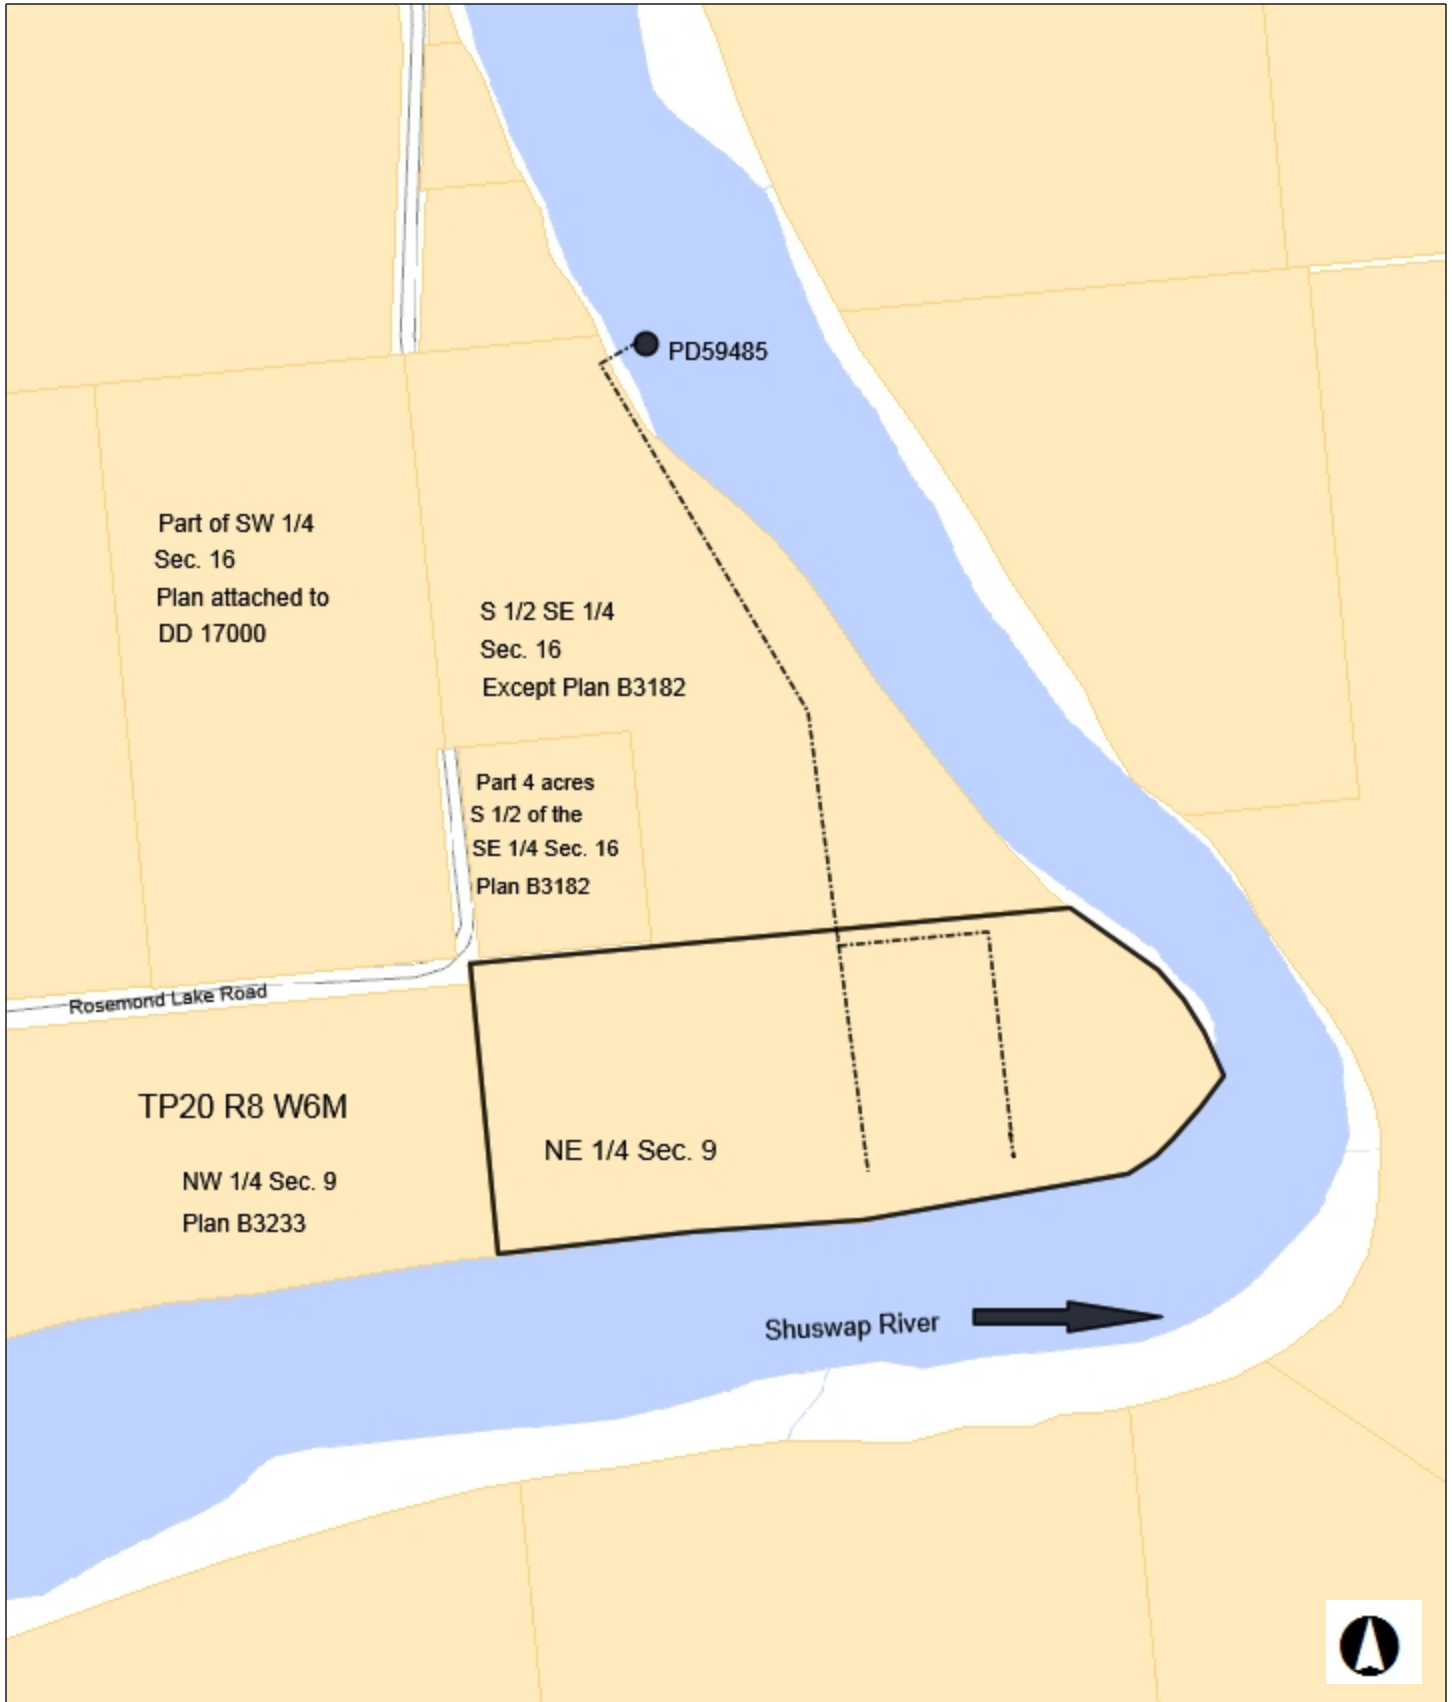 PD59485
Part of SW 1/4
Sec. 16
Plan attached to
DD 17000
S 1/2 SE 1/4
Sec. 16
Except Plan B3182
Part 4 acres
S 1/2 of the
SE 1/4 Sec. 16
Plan B3182
Rosemond Lake Road
TP20 R8 W6M
NW 1/4 Sec. 9
Plan B3233
NE 1/4 Sec. 9
Shuswap River